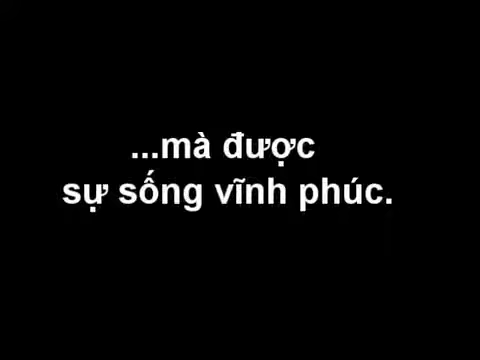 ...mà được
sự sống vĩnh phúc.